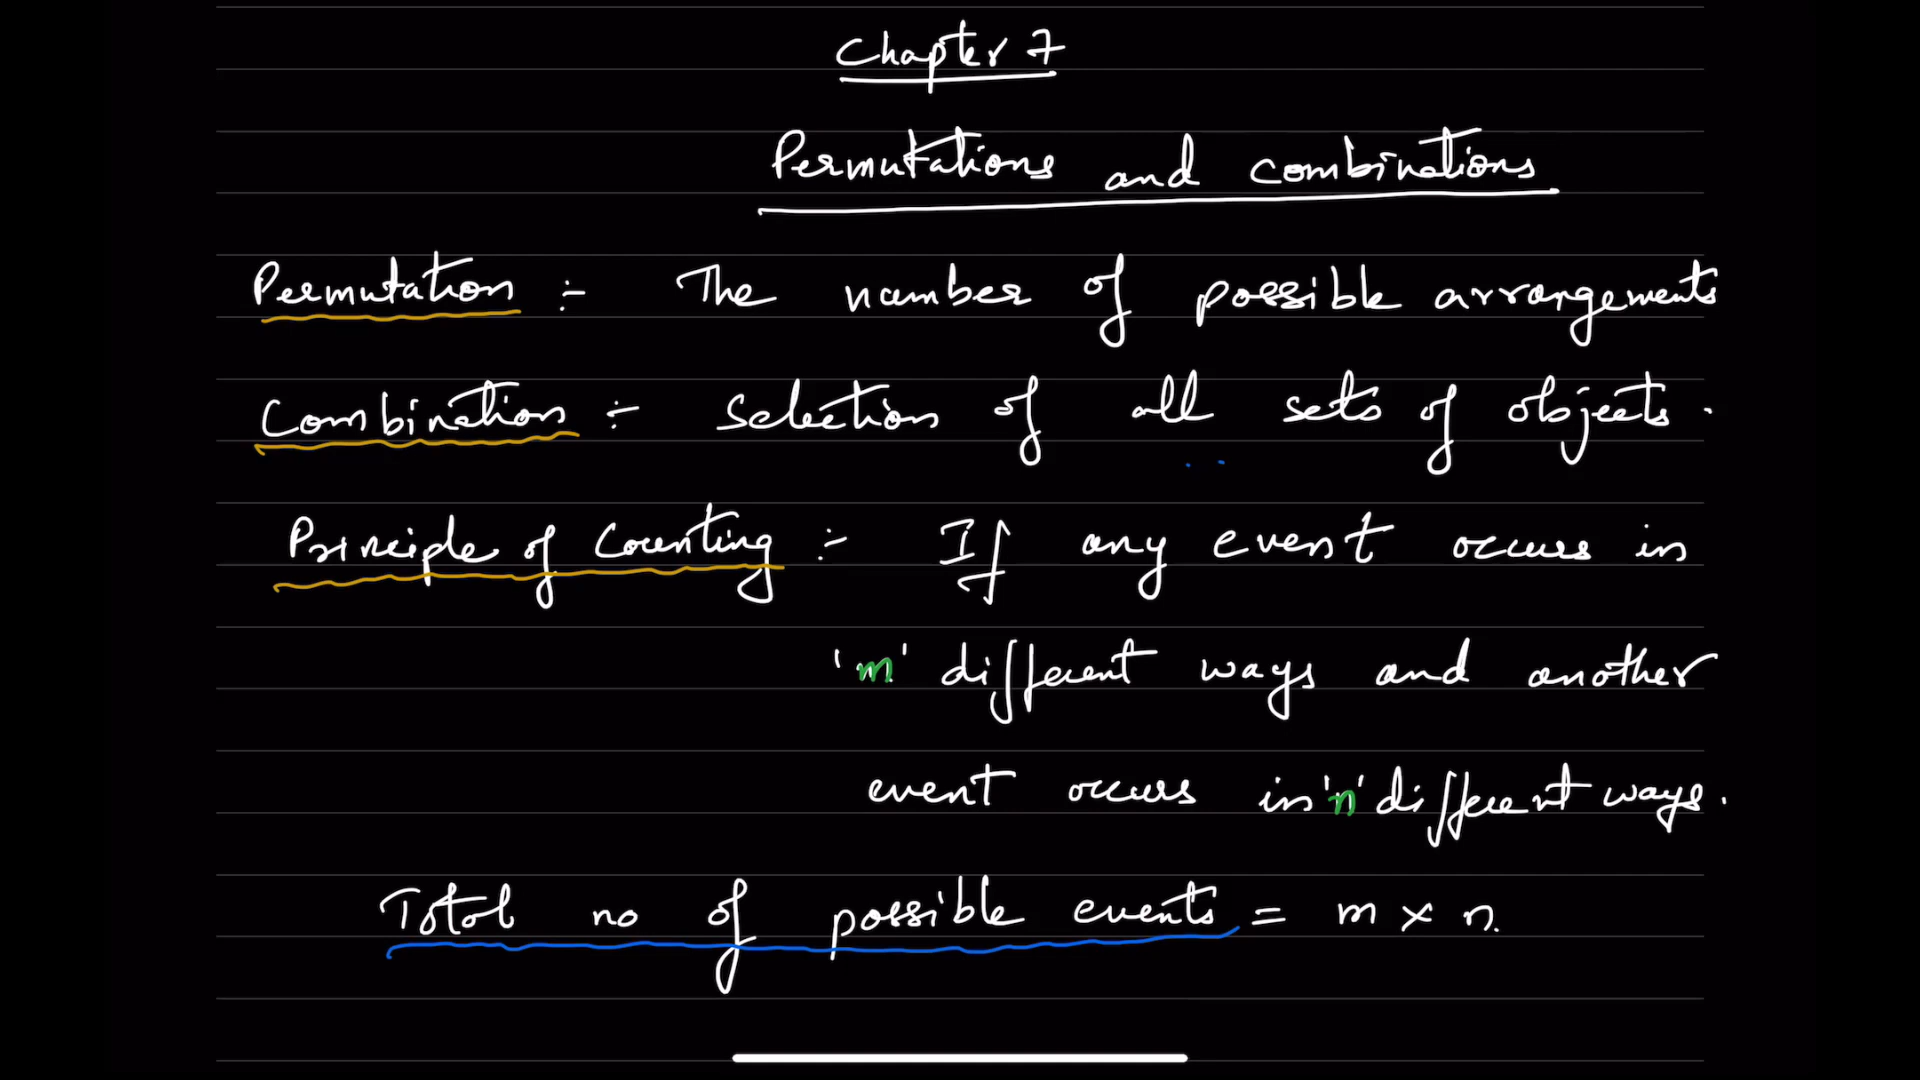 Chapter 7
Permutations and combinations
Permutation :- The number of possible arrangements
Combination :- Selection of all sets of objects.
Principle of Counting :- If any event occurs in
'm' different ways and another
event occurs in 'n' different ways.
Total no of possible events = m × n.